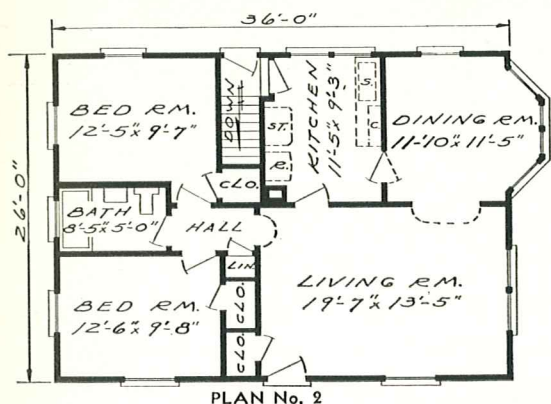 36'-0"
26'-0"
BED RM.
12'-5" x 9'-7"
DOWN
ST.
R.
KITCHEN
11'-5" x 9'-3"
S.
C.
DINING RM.
11'-10" x 11'-5"
CLO.
BATH
8'-5" x 5'-0"
HALL
LIN.
BED RM.
12'-6" x 9'-8"
CLO.
CLO.
LIVING RM.
19'-7" x 13'-5"
PLAN No. 2